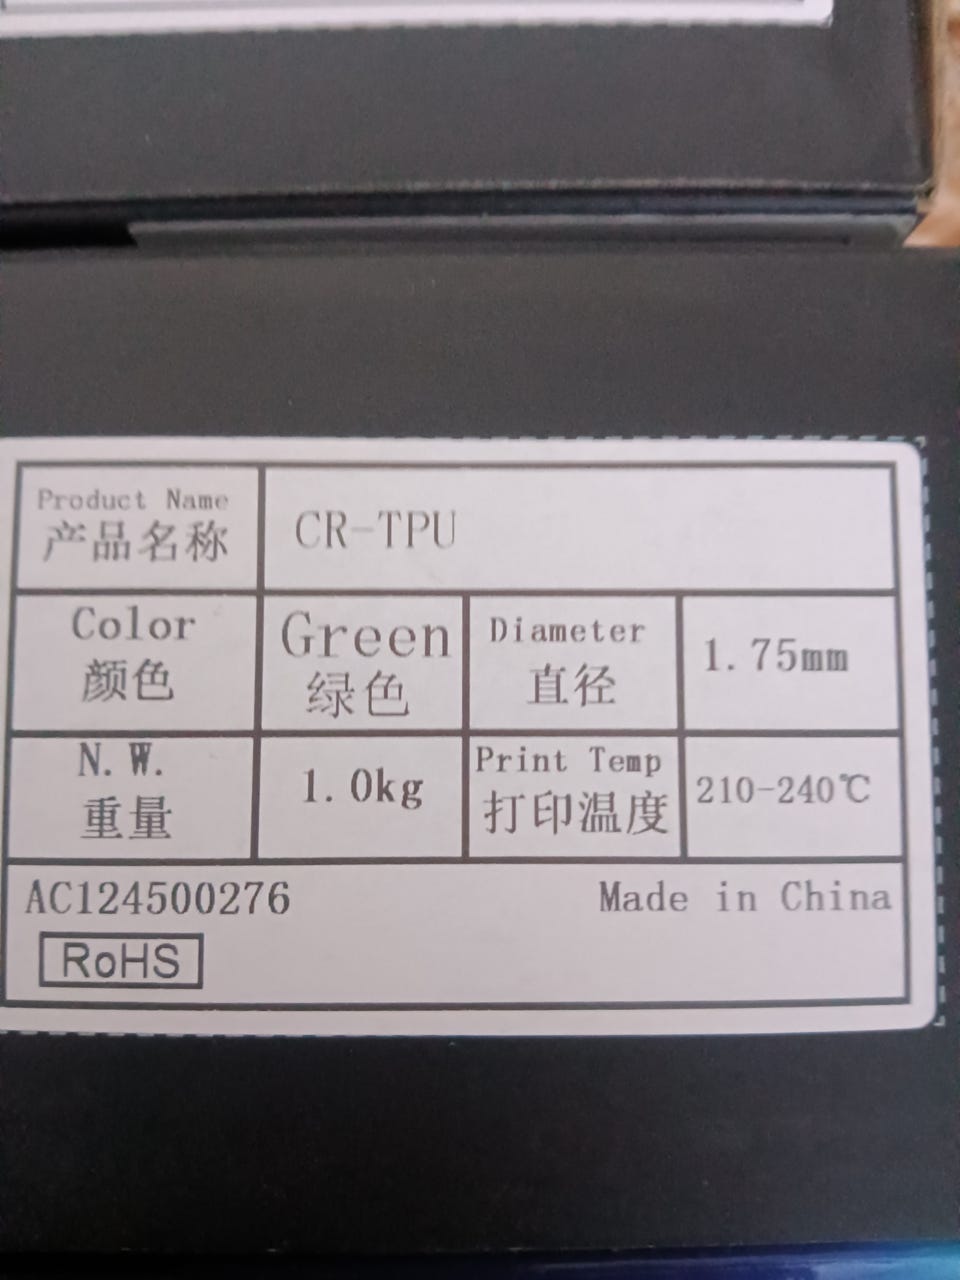 Product Name
产品名称
CR-TPU
Color
颜色
Green
绿色
Diameter
直径
1.75mm
N.W.
重量
1.0kg
Print Temp
打印温度
210-240℃
AC124500276
Made in China
RoHS